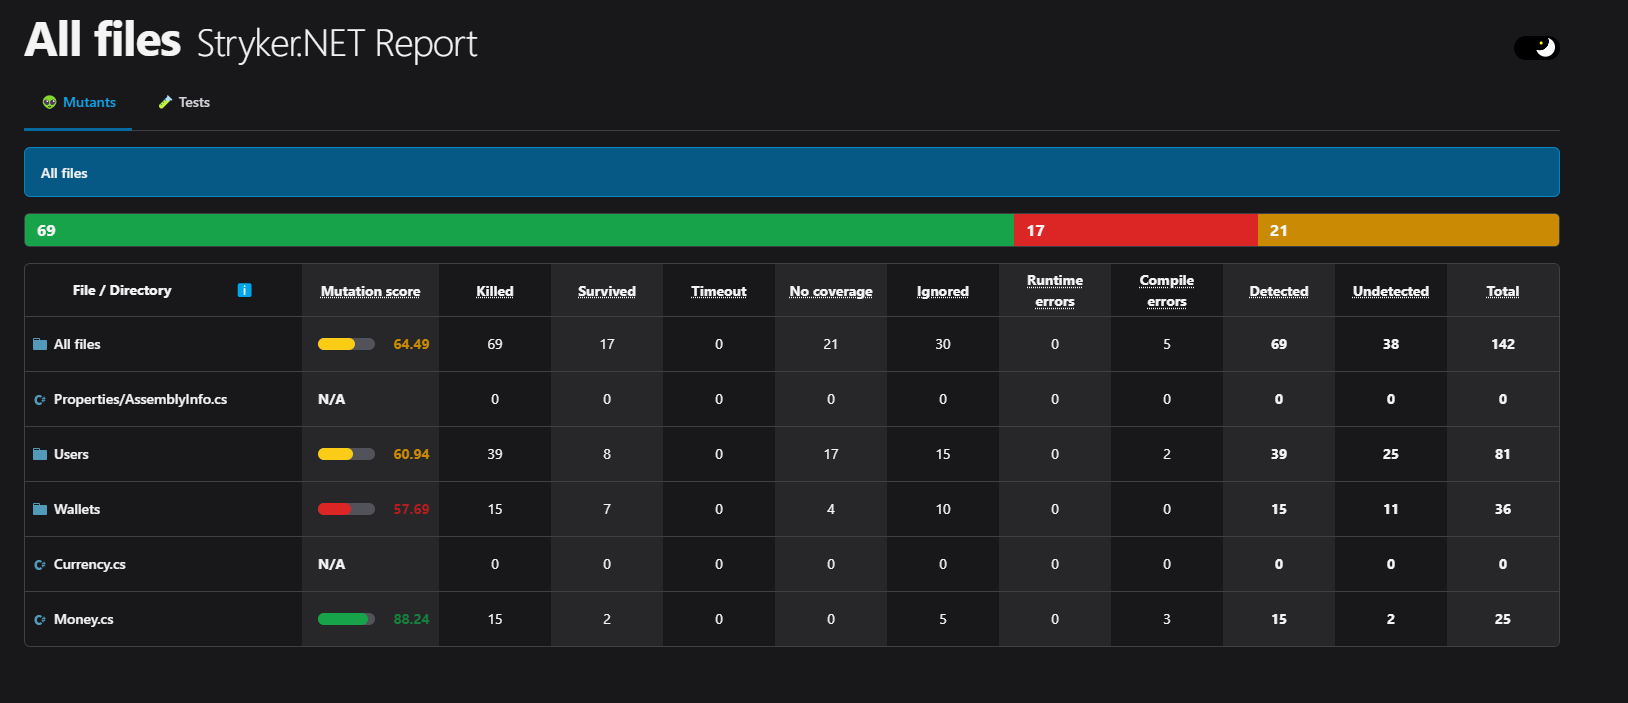 All files Stryker.NET Report
Mutants Tests
All files
69 17 21
File / Directory i Mutation score Killed Survived Timeout No coverage Ignored Runtime errors Compile errors Detected Undetected Total
All files 64.49 69 17 0 21 30 0 5 69 38 142
C# Properties/AssemblyInfo.cs N/A 0 0 0 0 0 0 0 0 0 0
Users 60.94 39 8 0 17 15 0 2 39 25 81
Wallets 57.69 15 7 0 4 10 0 0 15 11 36
C# Currency.cs N/A 0 0 0 0 0 0 0 0 0 0
C# Money.cs 88.24 15 2 0 0 5 0 3 15 2 25